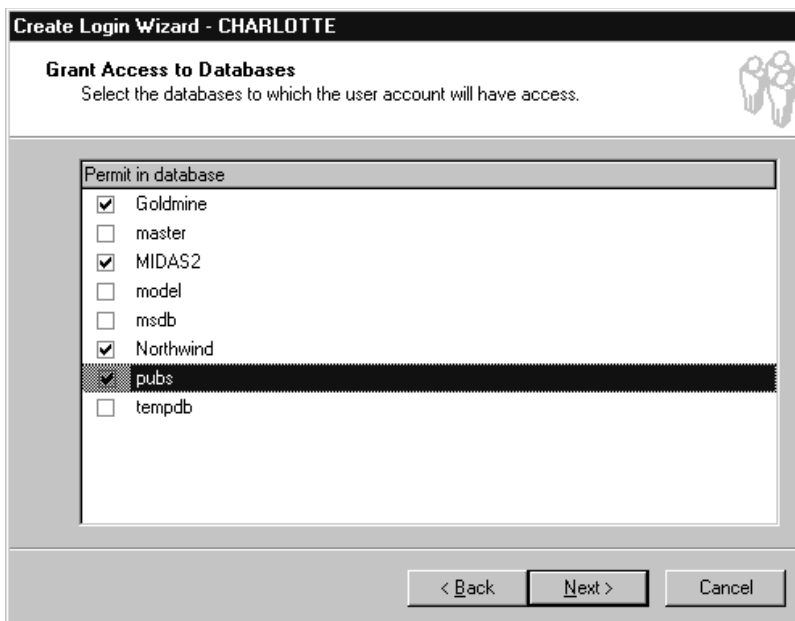 Create Login Wizard - CHARLOTTE
Grant Access to Databases
Select the databases to which the user account will have access.
Permit in database
Goldmine
master
MIDAS2
model
msdb
Northwind
pubs
tempdb
< Back Next > Cancel